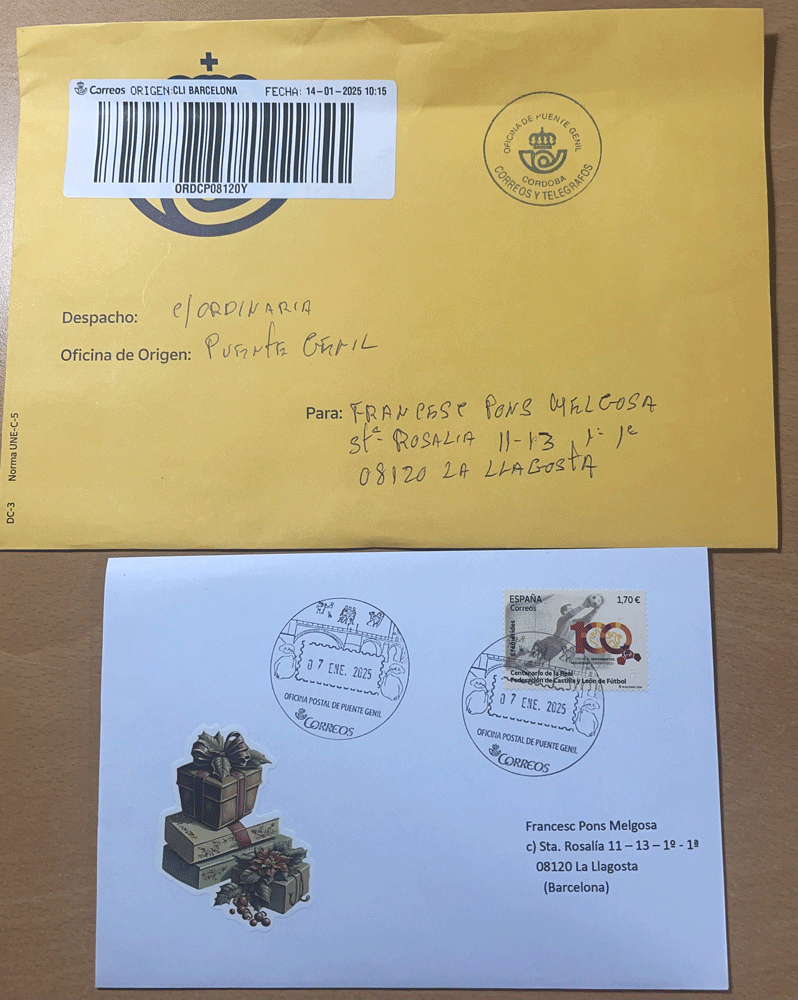 Correos ORIGEN:CLI BARCELONA FECHA: 14-01-2025 10:15
ORDCP08120Y
OFICINA DE PUENTE GENIL
CORDOBA
CORREOS Y TELEGRAFOS
Despacho: C/ORDINARIA
Oficina de Origen: PUENTE GENIL
Para: FRANCESC PONS MELGOSA
Stª ROSALIA 11-13 1º 1ª
08120 LA LLAGOSTA
DC-3 Norma UNE-C-5
ESPAÑA 1,70 €
Correos
Efemérides
100
Centenario de la Real
Federación de Castilla y León de Fútbol
07 ENE. 2025
OFICINA POSTAL DE PUENTE GENIL
CORREOS
07 ENE. 2025
OFICINA POSTAL DE PUENTE GENIL
CORREOS
Francesc Pons Melgosa
c) Sta. Rosalía 11 – 13 – 1º - 1ª
08120 La Llagosta
(Barcelona)